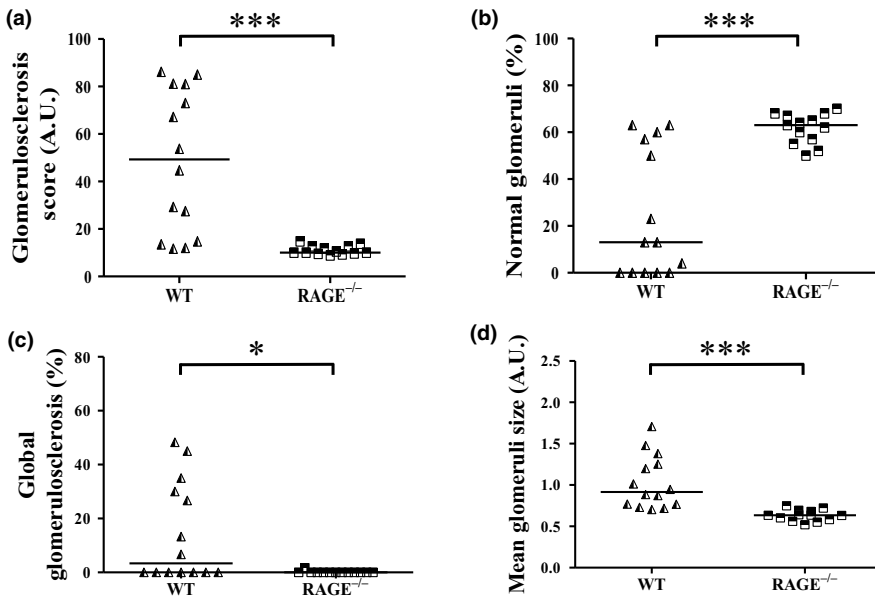 (a)
***
Glomerulosclerosis
score (A.U.)
100
80
60
40
20
0
WT
RAGE⁻/⁻
(b)
***
Normal glomeruli (%)
100
80
60
40
20
0
WT
RAGE⁻/⁻
(c)
*
Global
glomerulosclerosis (%)
80
60
40
20
0
WT
RAGE⁻/⁻
(d)
***
Mean glomeruli size (A.U.)
2.5
2.0
1.5
1.0
0.5
0.0
WT
RAGE⁻/⁻